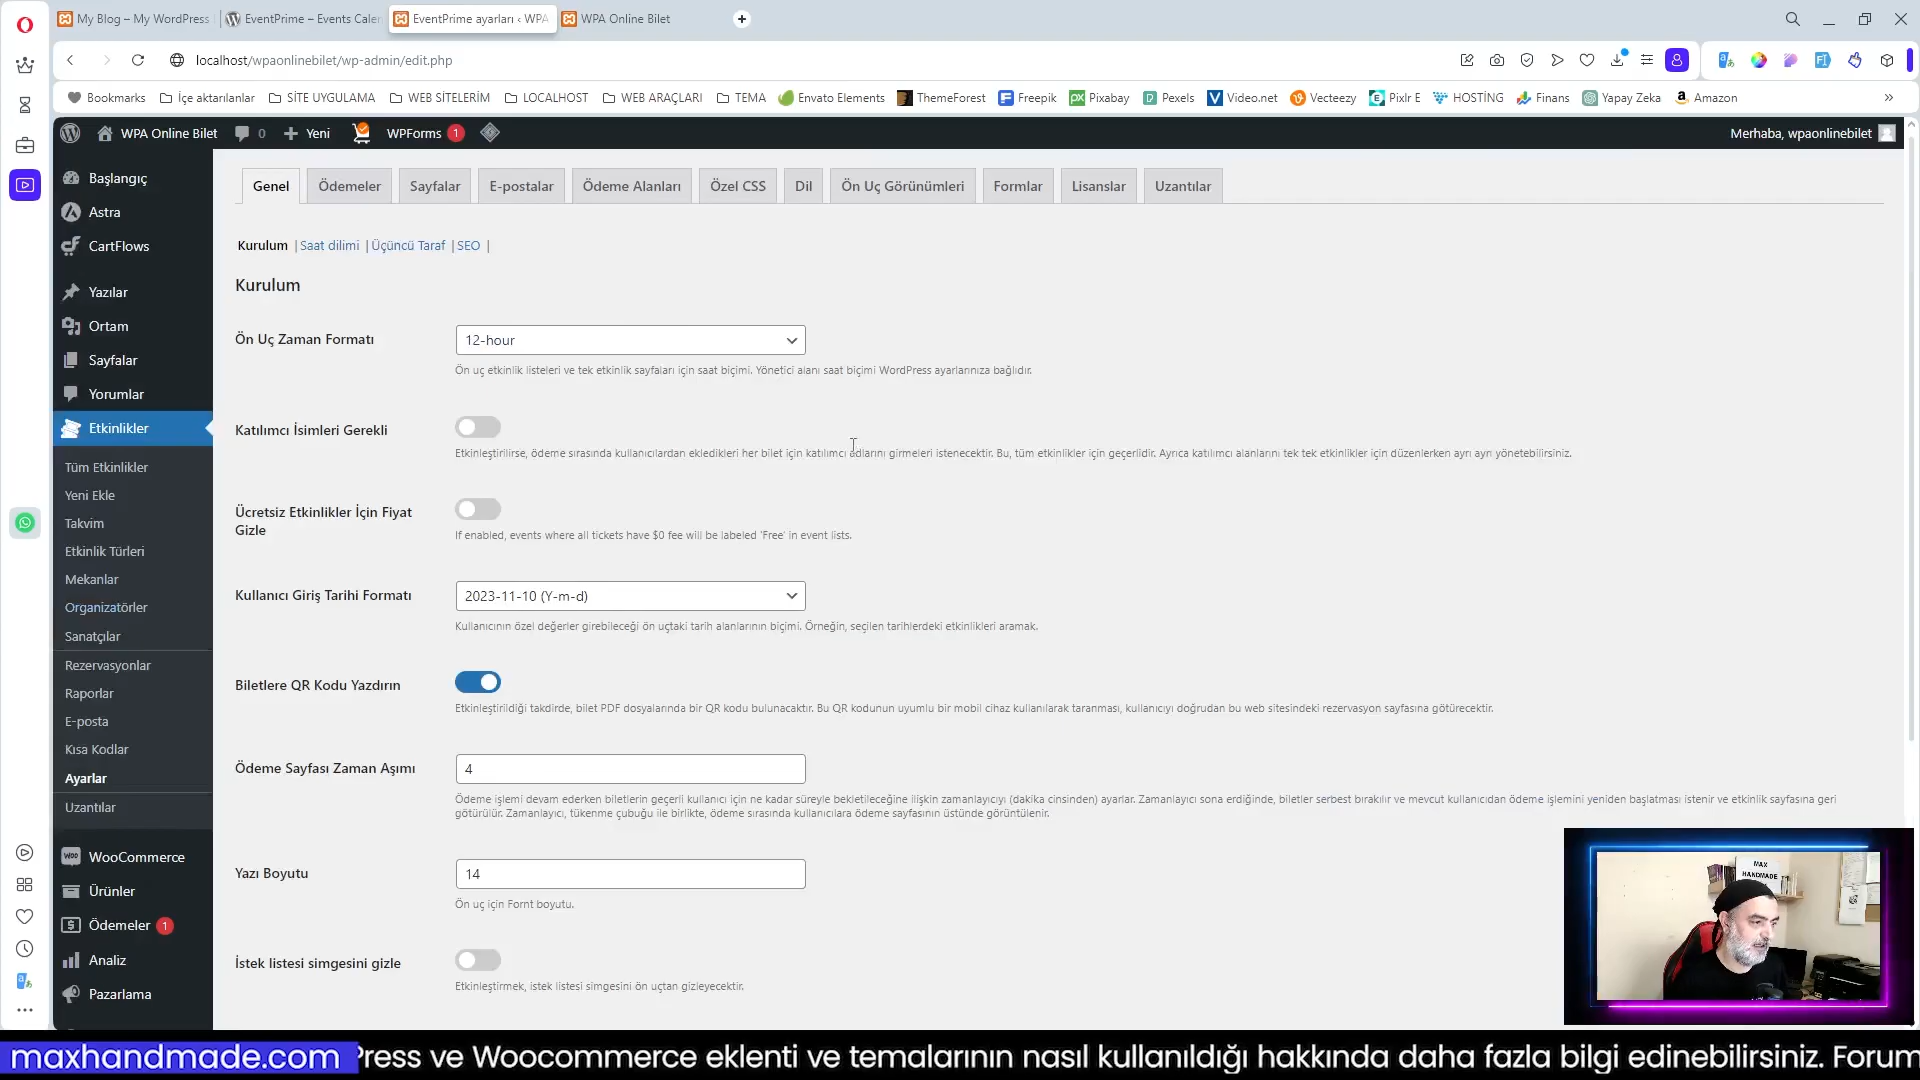 My Blog – My WordPress
EventPrime – Events Calen
EventPrime ayarları ‹ WPA
WPA Online Bilet
localhost/wpaonlinebilet/wp-admin/edit.php
Bookmarks
İçe aktarılanlar
SİTE UYGULAMA
WEB SİTELERİM
LOCALHOST
WEB ARAÇLARI
TEMA
Envato Elements
ThemeForest
Freepik
Pixabay
Pexels
Video.net
Vecteezy
Pixlr E
HOSTİNG
Finans
Yapay Zeka
Amazon
WPA Online Bilet
0
Yeni
WPForms 1
Merhaba, wpaonlinebilet
Başlangıç
Astra
CartFlows
Yazılar
Ortam
Sayfalar
Yorumlar
Etkinlikler
Tüm Etkinlikler
Yeni Ekle
Takvim
Etkinlik Türleri
Mekanlar
Organizatörler
Sanatçılar
Rezervasyonlar
Raporlar
E-posta
Kısa Kodlar
Ayarlar
Uzantılar
WooCommerce
Ürünler
Ödemeler 1
Analiz
Pazarlama
Genel
Ödemeler
Sayfalar
E-postalar
Ödeme Alanları
Özel CSS
Dil
Ön Uç Görünümleri
Formlar
Lisanslar
Uzantılar
Kurulum | Saat dilimi | Üçüncü Taraf | SEO |
Kurulum
Ön Uç Zaman Formatı
12-hour
Ön uç etkinlik listeleri ve tek etkinlik sayfaları için saat biçimi. Yönetici alanı saat biçimi WordPress ayarlarınıza bağlıdır.
Katılımcı İsimleri Gerekli
Etkinleştirilirse, ödeme sırasında kullanıcılardan ekledikleri her bilet için katılımcı adlarını girmeleri istenecektir. Bu, tüm etkinlikler için geçerlidir. Ayrıca katılımcı alanlarını tek tek etkinlikler için düzenlerken ayrı ayrı yönetebilirsiniz.
Ücretsiz Etkinlikler İçin Fiyat
Gizle
If enabled, events where all tickets have $0 fee will be labeled 'Free' in event lists.
Kullanıcı Giriş Tarihi Formatı
2023-11-10 (Y-m-d)
Kullanıcının özel değerler girebileceği ön uçtaki tarih alanlarının biçimi. Örneğin, seçilen tarihlerdeki etkinlikleri aramak.
Biletlere QR Kodu Yazdırın
Etkinleştirildiği takdirde, bilet PDF dosyalarında bir QR kodu bulunacaktır. Bu QR kodunun uyumlu bir mobil cihaz kullanılarak taranması, kullanıcıyı doğrudan bu web sitesindeki rezervasyon sayfasına götürecektir.
Ödeme Sayfası Zaman Aşımı
4
Ödeme işlemi devam ederken biletlerin geçerli kullanıcı için ne kadar süreyle bekletileceğine ilişkin zamanlayıcıyı (dakika cinsinden) ayarlar. Zamanlayıcı sona erdiğinde, biletler serbest bırakılır ve mevcut kullanıcıdan ödeme işlemini yeniden başlatması istenir ve etkinlik sayfasına geri
götürülür. Zamanlayıcı, tükenme çubuğu ile birlikte, ödeme sırasında kullanıcılara ödeme sayfasının üstünde görüntülenir.
Yazı Boyutu
14
Ön uç için Fornt boyutu.
İstek listesi simgesini gizle
Etkinleştirmek, istek listesi simgesini ön uçtan gizleyecektir.
MAX
HANDMADE
maxhandmade.com
Press ve Woocommerce eklenti ve temalarının nasıl kullanıldığı hakkında daha fazla bilgi edinebilirsiniz. Forum